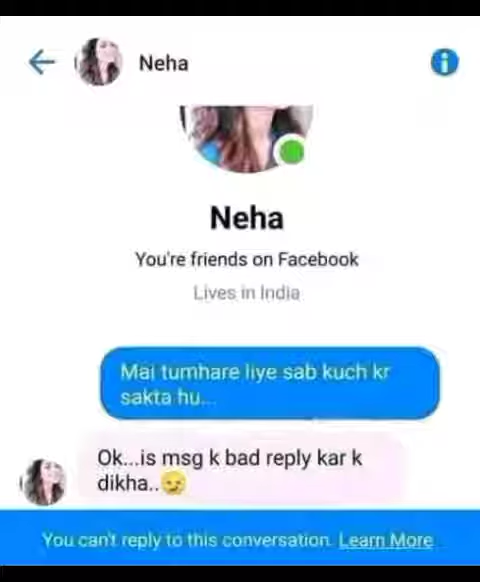 Neha
Neha
You're friends on Facebook
Lives in India
Mai tumhare liye sab kuch kr
sakta hu...
Ok...is msg k bad reply kar k
dikha..😏
You can't reply to this conversation. Learn More